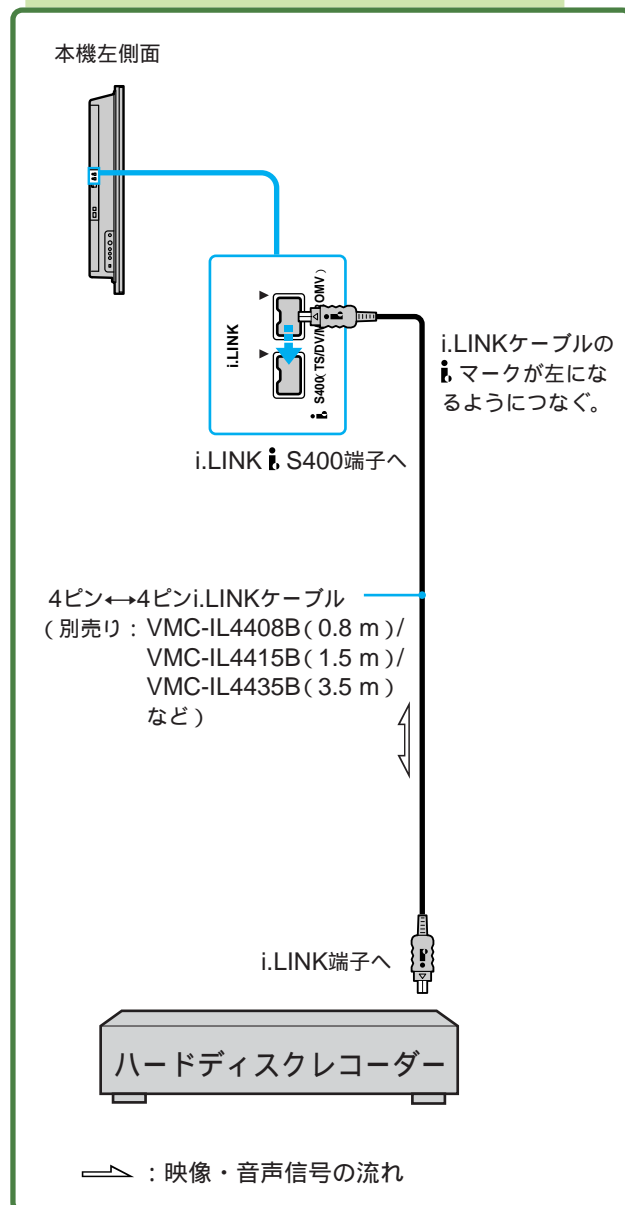 本機左側面
i.LINK
S400(TS/DV/M
OMV)
i.LINKケーブルの
マークが左にな
るようにつなぐ。
i.LINK S400端子へ
4ピン←→4ピンi.LINKケーブル
(別売り:VMC-IL4408B(0.8 m)/
VMC-IL4415B(1.5 m)/
VMC-IL4435B(3.5 m)
など)
i.LINK端子へ
ハードディスクレコーダー
:映像・音声信号の流れ